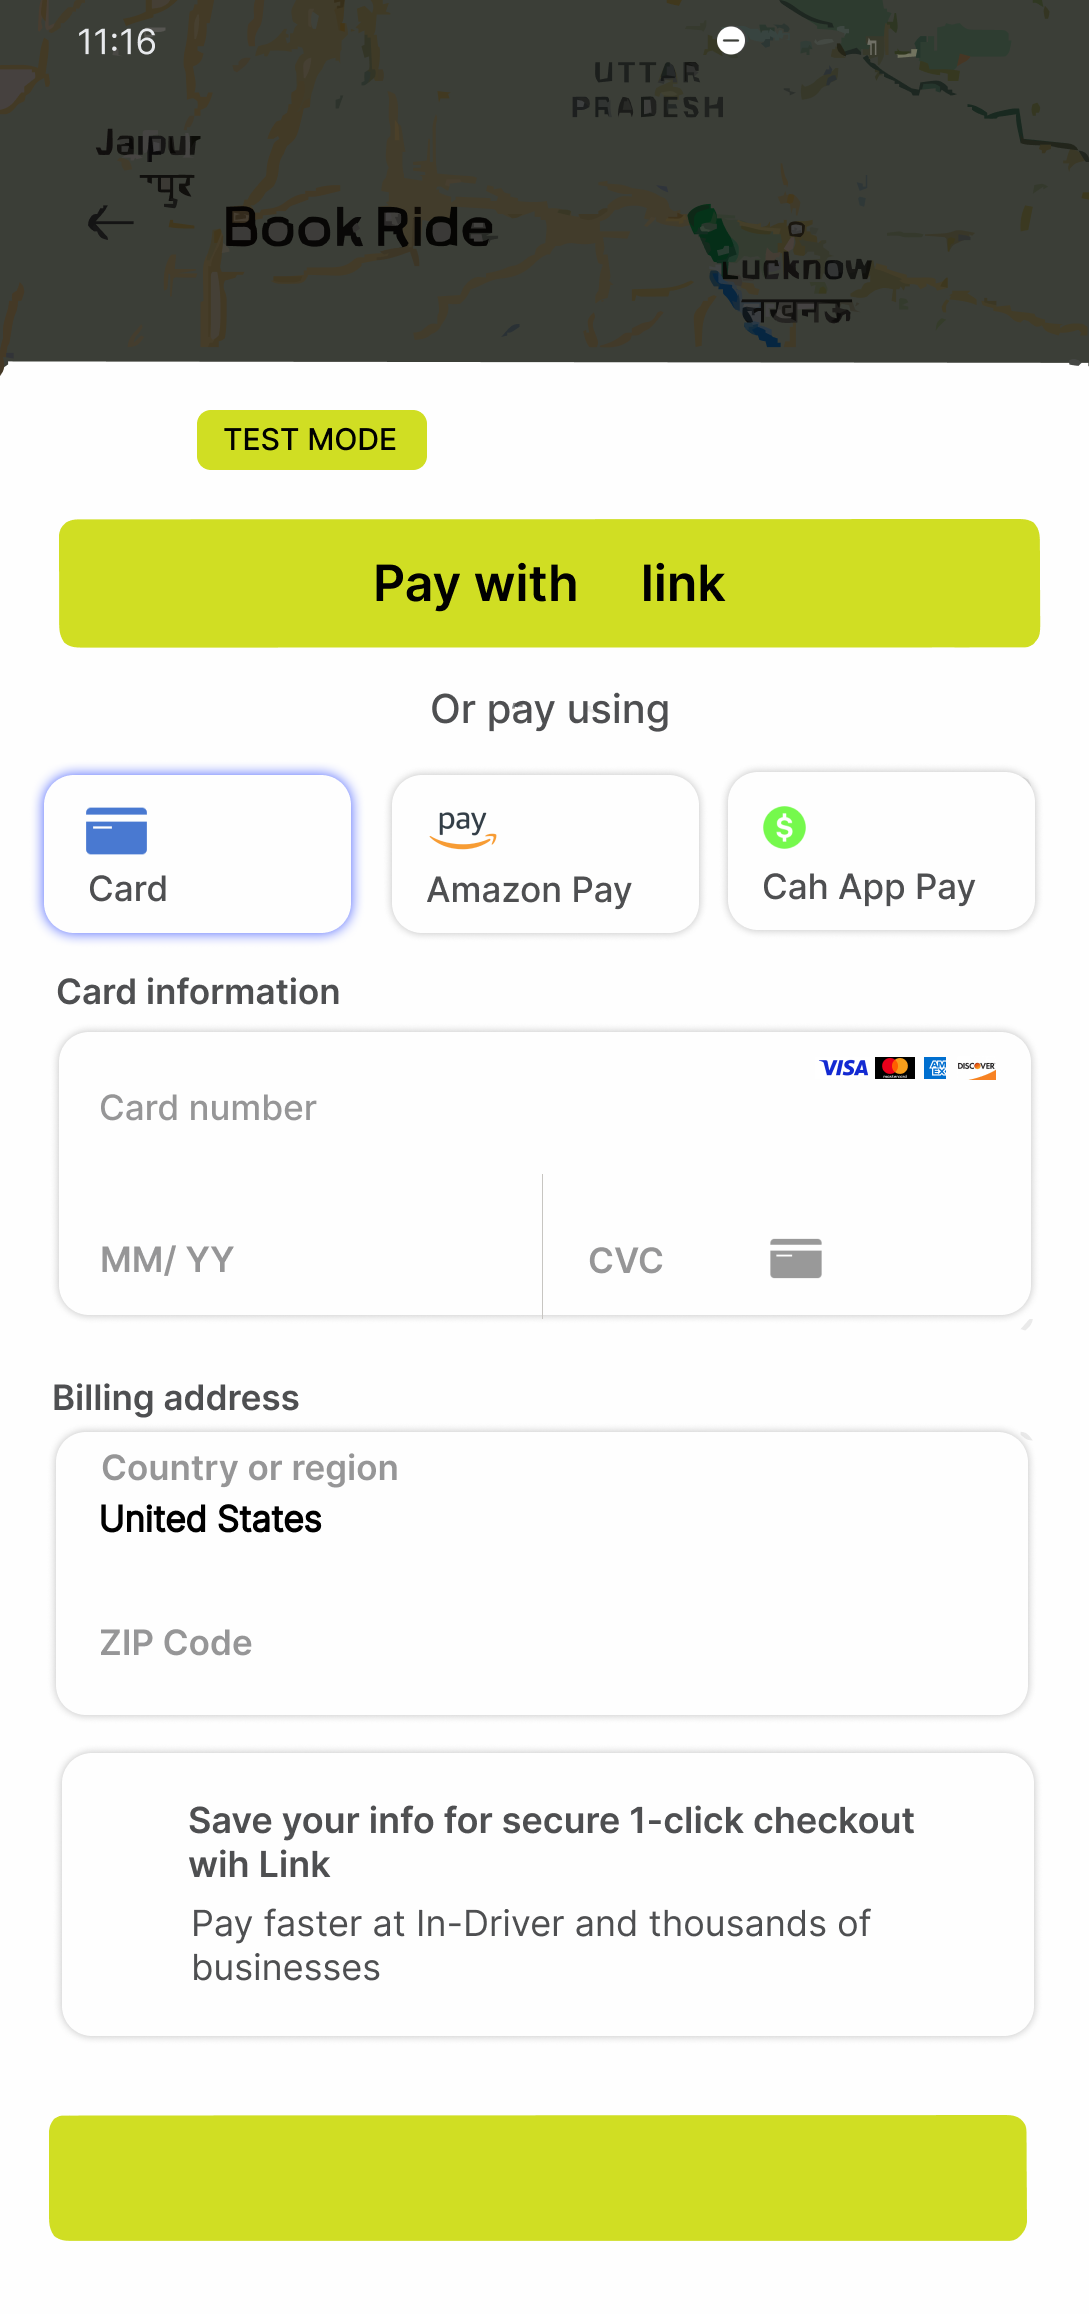 11:16
UTTAR
PRADESH
Jaipur
पुर
Book Ride
Lucknow
लखनऊ
TEST MODE
Pay with link
Or pay using
pay
Card
Amazon Pay
$
Cah App Pay
Card information
VISA mastercard AM EX DISCOVER
Card number
MM/ YY
CVC
Billing address
Country or region
United States
ZIP Code
Save your info for secure 1-click checkout
wih Link
Pay faster at In-Driver and thousands of
businesses